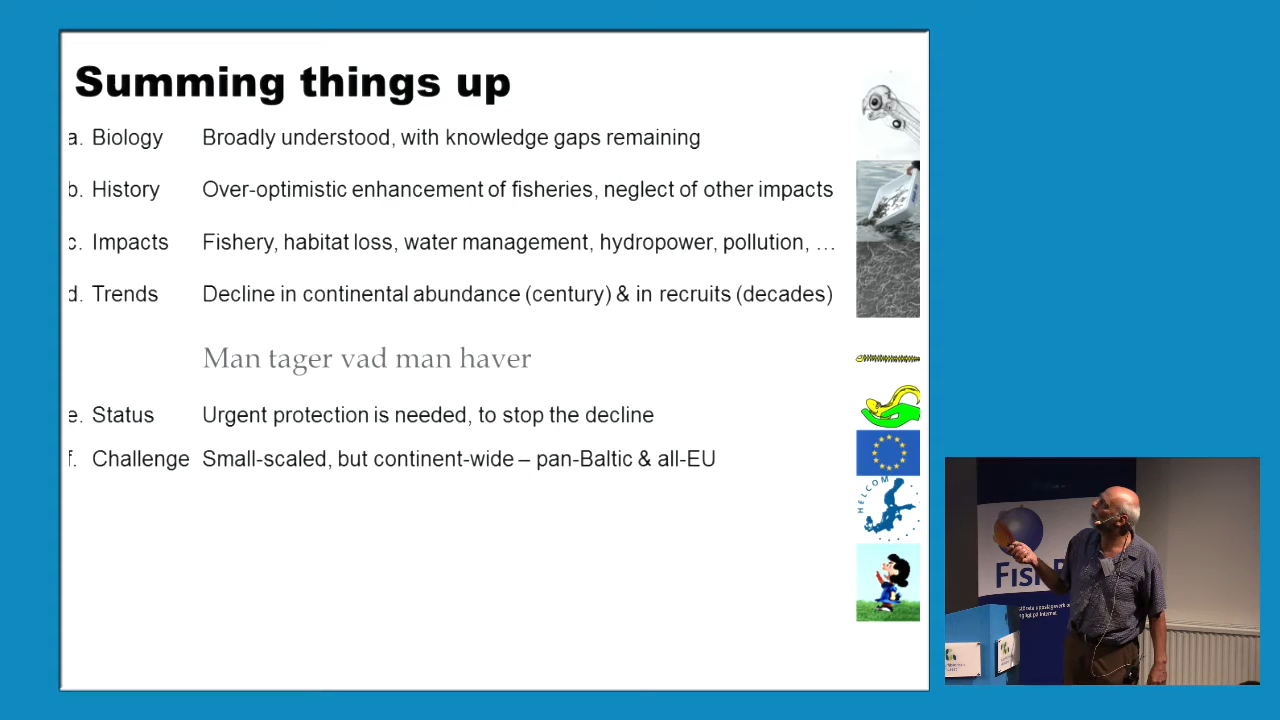 Summing things up
a. Biology Broadly understood, with knowledge gaps remaining
b. History Over-optimistic enhancement of fisheries, neglect of other impacts
c. Impacts Fishery, habitat loss, water management, hydropower, pollution, …
d. Trends Decline in continental abundance (century) & in recruits (decades)
Man tager vad man haver
e. Status Urgent protection is needed, to stop the decline
f. Challenge Small-scaled, but continent-wide – pan-Baltic & all-EU
HELCOM